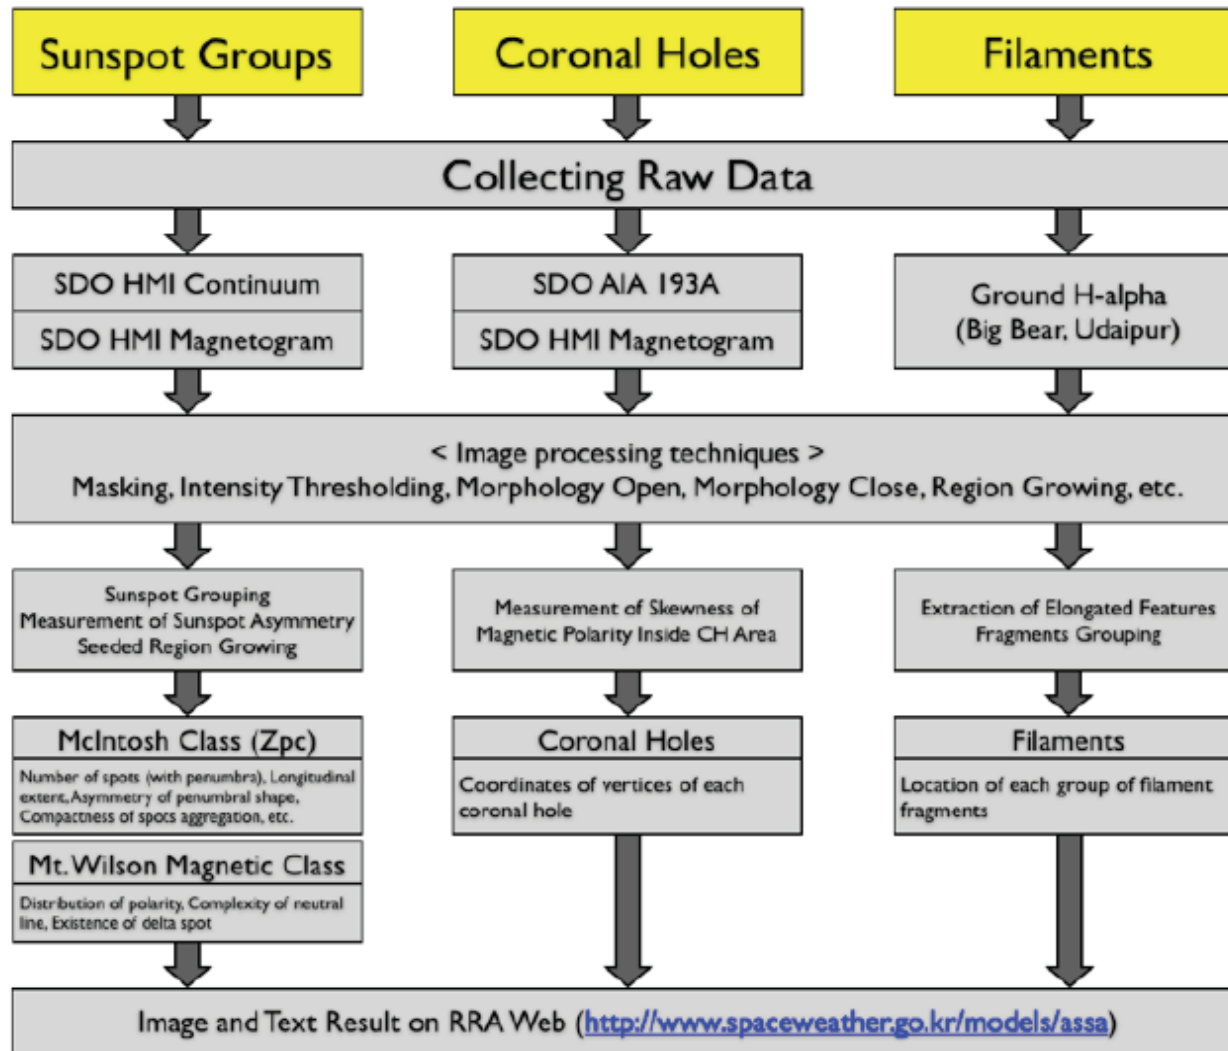 Sunspot Groups
Coronal Holes
Filaments
Collecting Raw Data
SDO HMI Continuum
SDO HMI Magnetogram
SDO AIA 193A
SDO HMI Magnetogram
Ground H-alpha
(Big Bear, Udaipur)
< Image processing techniques >
Masking, Intensity Thresholding, Morphology Open, Morphology Close, Region Growing, etc.
Sunspot Grouping
Measurement of Sunspot Asymmetry
Seeded Region Growing
Measurement of Skewness of
Magnetic Polarity Inside CH Area
Extraction of Elongated Features
Fragments Grouping
McIntosh Class (Zpc)
Number of spots (with penumbra), Longitudinal
extent, Asymmetry of penumbral shape,
Compactness of spots aggregation, etc.
Mt. Wilson Magnetic Class
Distribution of polarity, Complexity of neutral
line, Existence of delta spot
Coronal Holes
Coordinates of vertices of each
coronal hole
Filaments
Location of each group of filament
fragments
Image and Text Result on RRA Web (http://www.spaceweather.go.kr/models/assa)